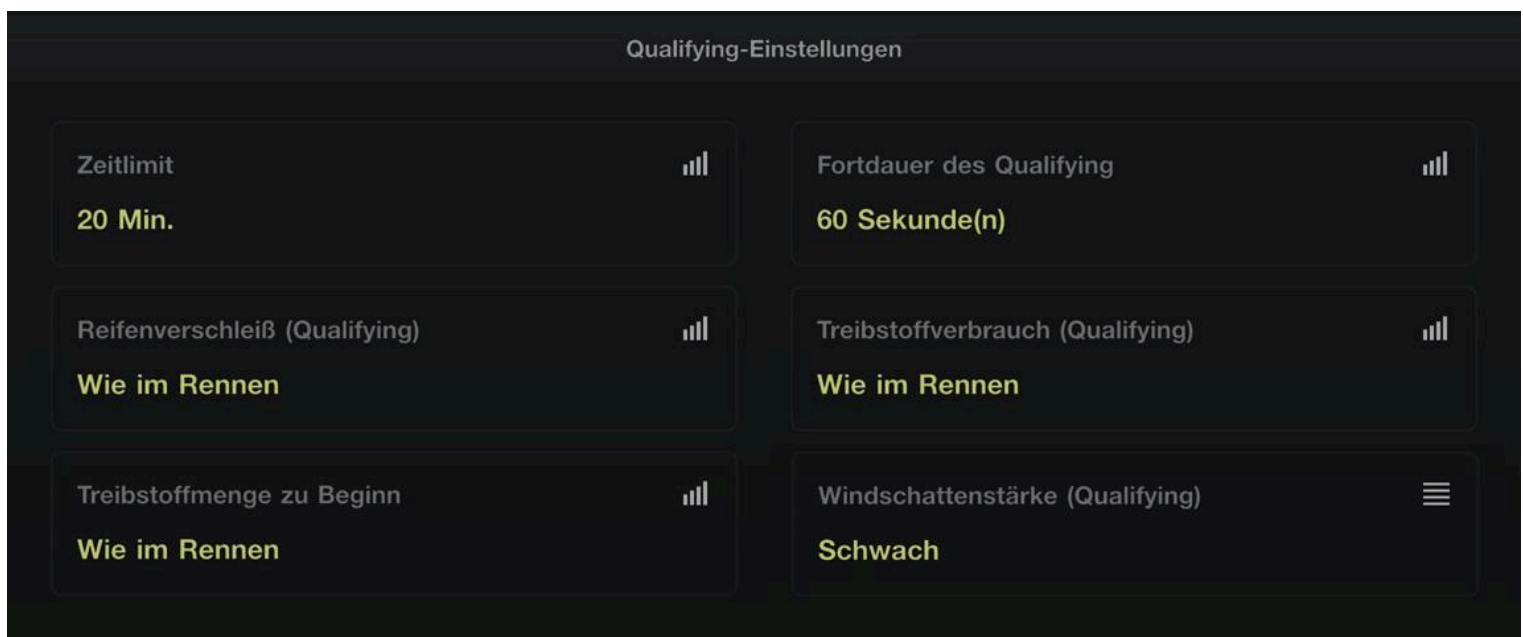 Qualifying-Einstellungen
Zeitlimit
20 Min.
Fortdauer des Qualifying
60 Sekunde(n)
Reifenverschleiß (Qualifying)
Wie im Rennen
Treibstoffverbrauch (Qualifying)
Wie im Rennen
Treibstoffmenge zu Beginn
Wie im Rennen
Windschattenstärke (Qualifying)
Schwach